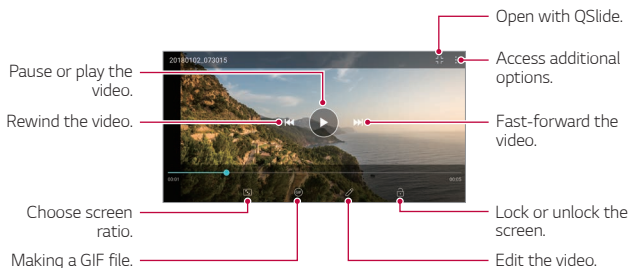 Open with QSlide.
20180102_073015
Access additional
options.
Pause or play the
video.
Rewind the video.
Fast-forward the
video.
00:01
00:05
GIF
Choose screen
ratio.
Lock or unlock the
screen.
Making a GIF file.
Edit the video.